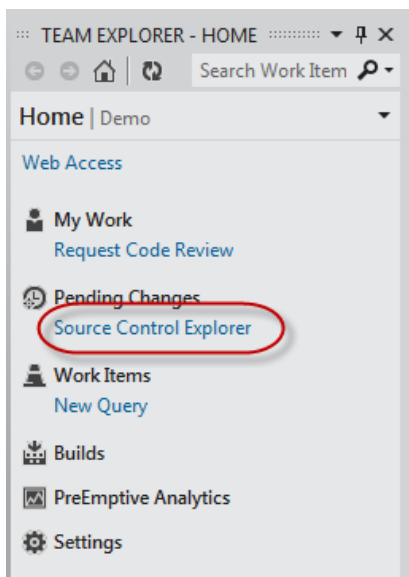 TEAM EXPLORER - HOME
Search Work Item
Home | Demo
Web Access
My Work
Request Code Review
Pending Changes
Source Control Explorer
Work Items
New Query
Builds
PreEmptive Analytics
Settings